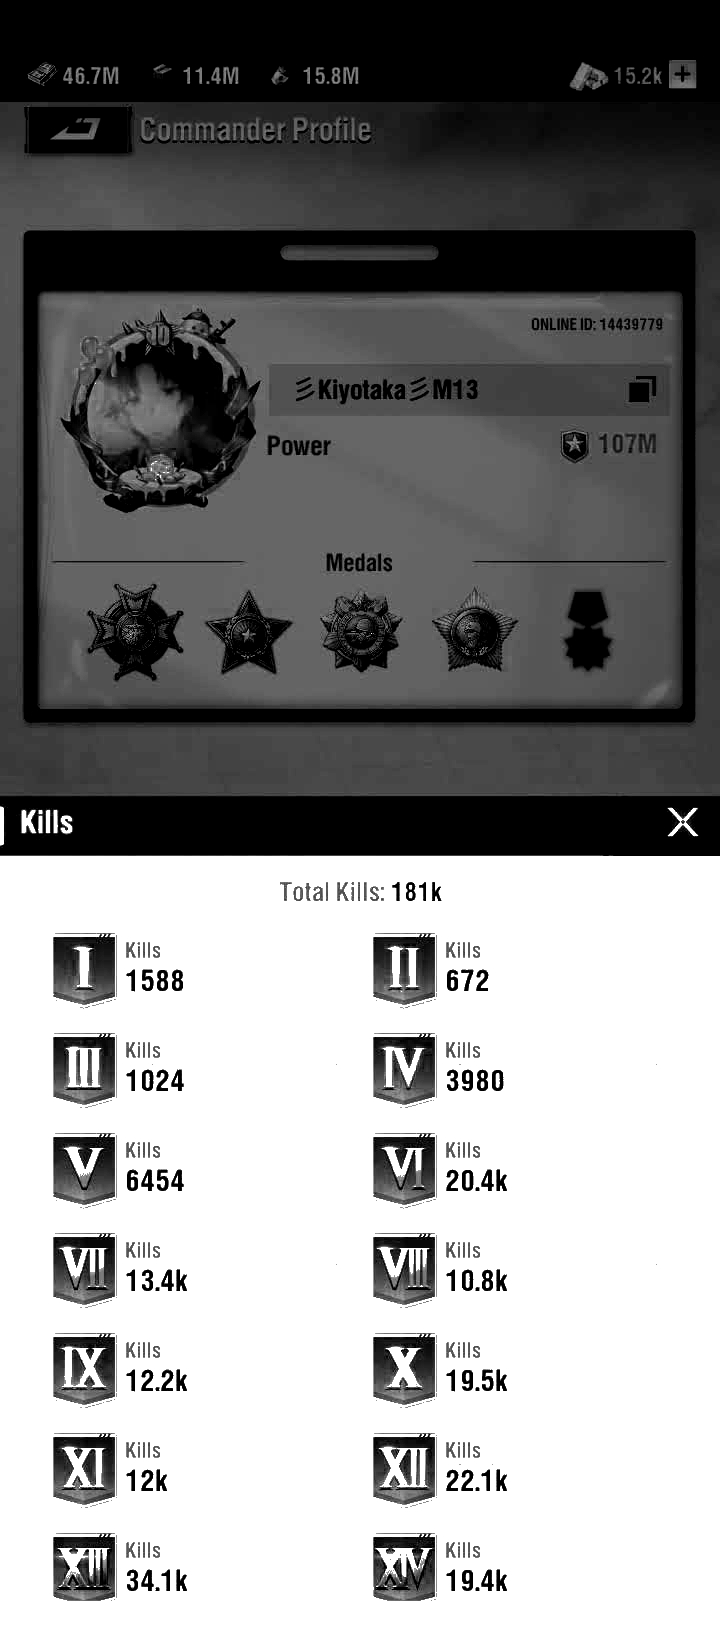 46.7M 11.4M 15.8M 15.2k
Commander Profile
10
ONLINE ID: 14439779
彡Kiyotaka彡M13
Power 107M
Medals
Kills
Total Kills: 181k
I Kills 1588
II Kills 672
III Kills 1024
IV Kills 3980
V Kills 6454
VI Kills 20.4k
VII Kills 13.4k
VIII Kills 10.8k
IX Kills 12.2k
X Kills 19.5k
XI Kills 12k
XII Kills 22.1k
XIII Kills 34.1k
XIV Kills 19.4k